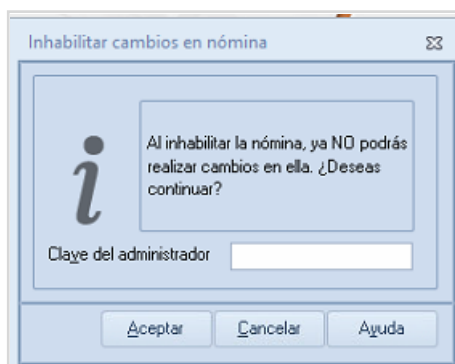 Inhabilitar cambios en nómina
Al inhabilitar la nómina, ya NO podrás
realizar cambios en ella. ¿Deseas
continuar?
Clave del administrador
Aceptar Cancelar Ayuda